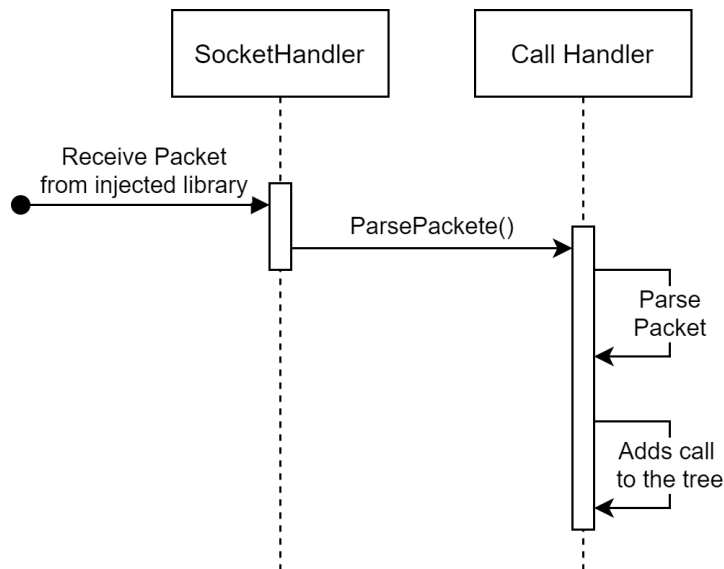 SocketHandler
Call Handler
Receive Packet
from injected library
ParsePackete()
Parse
Packet
Adds call
to the tree